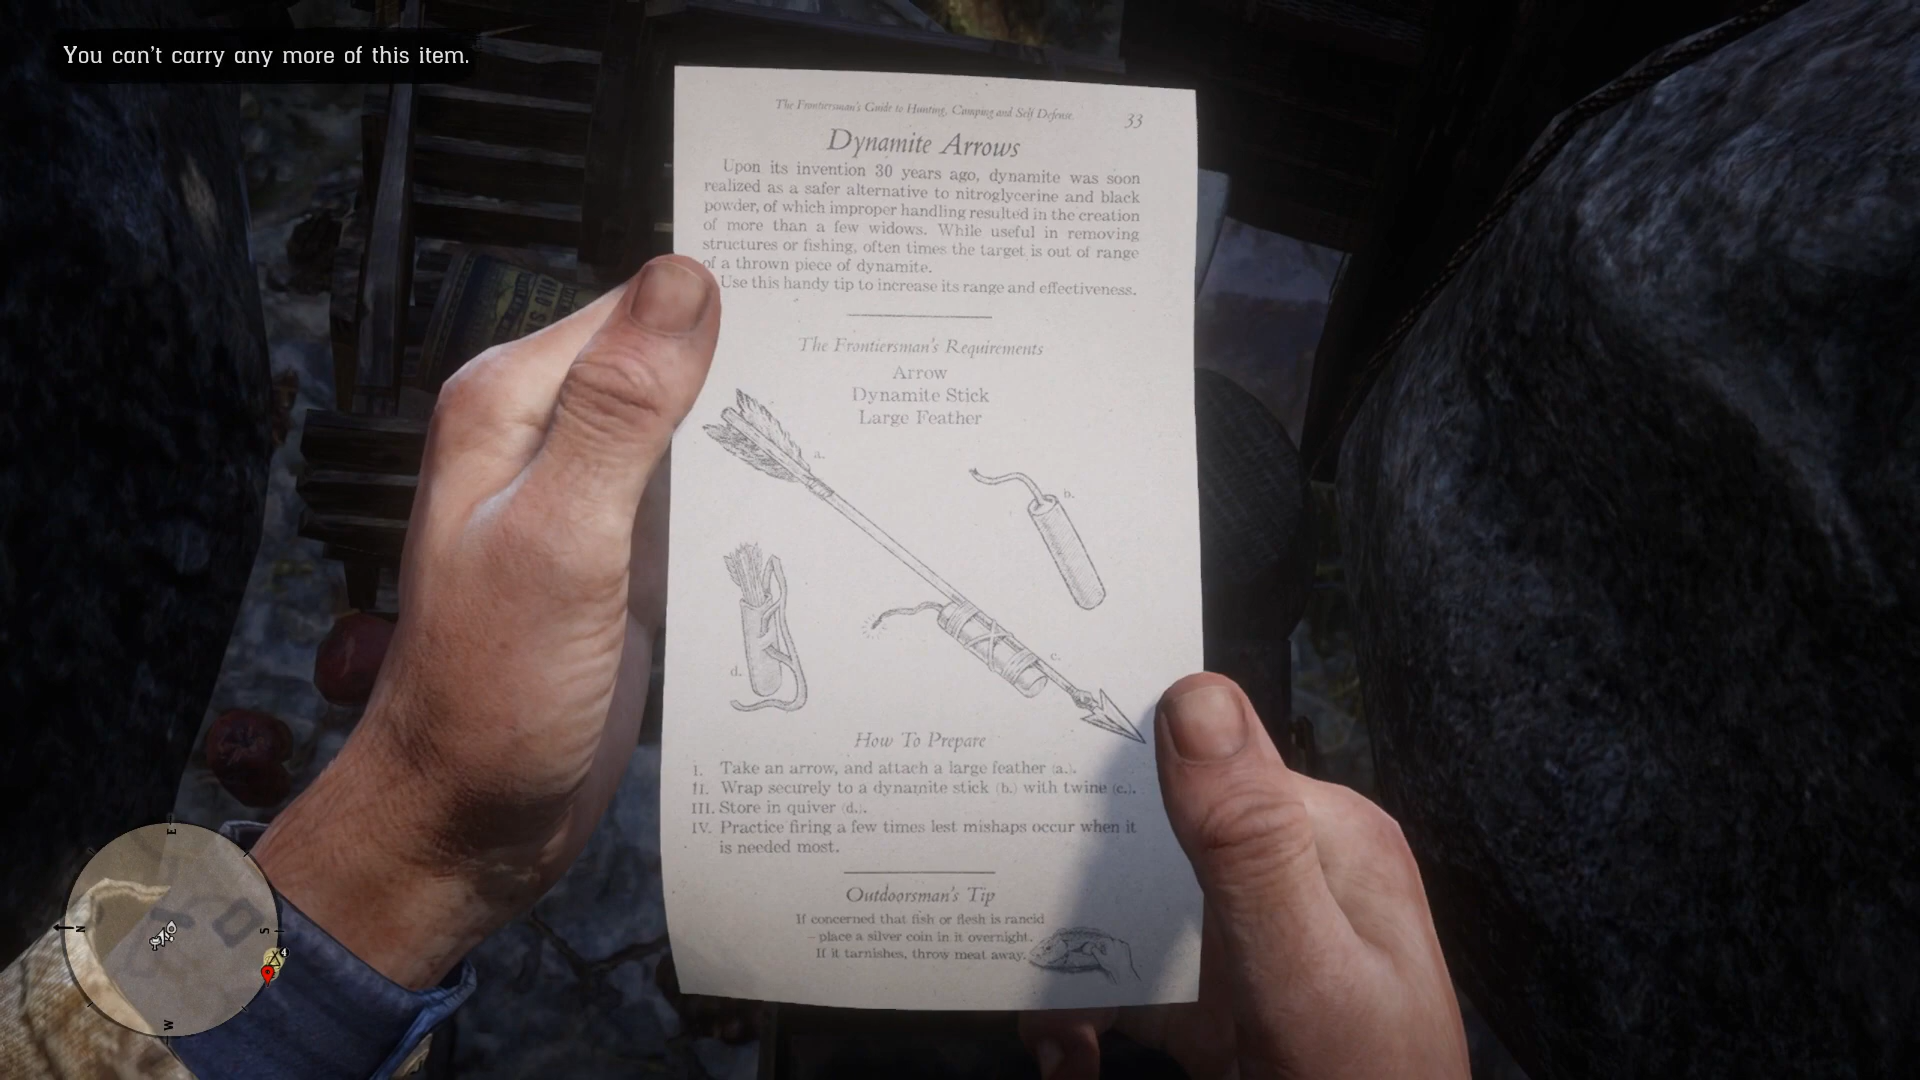 You can't carry any more of this item.
The Frontiersman's Guide to Hunting, Camping and Self Defense.
33
Dynamite Arrows
Upon its invention 30 years ago, dynamite was soon
realized as a safer alternative to nitroglycerine and black
powder, of which improper handling resulted in the creation
of more than a few widows. While useful in removing
structures or fishing, often times the target is out of range
of a thrown piece of dynamite.
Use this handy tip to increase its range and effectiveness.
The Frontiersman's Requirements
Arrow
Dynamite Stick
Large Feather
a.
b.
c.
d.
How To Prepare
I. Take an arrow, and attach a large feather (a.).
II. Wrap securely to a dynamite stick (b.) with twine (c.).
III. Store in quiver (d.).
IV. Practice firing a few times lest mishaps occur when it
is needed most.
Outdoorsman's Tip
If concerned that fish or flesh is rancid
– place a silver coin in it overnight.
If it tarnishes, throw meat away.
E
N
S
W
4